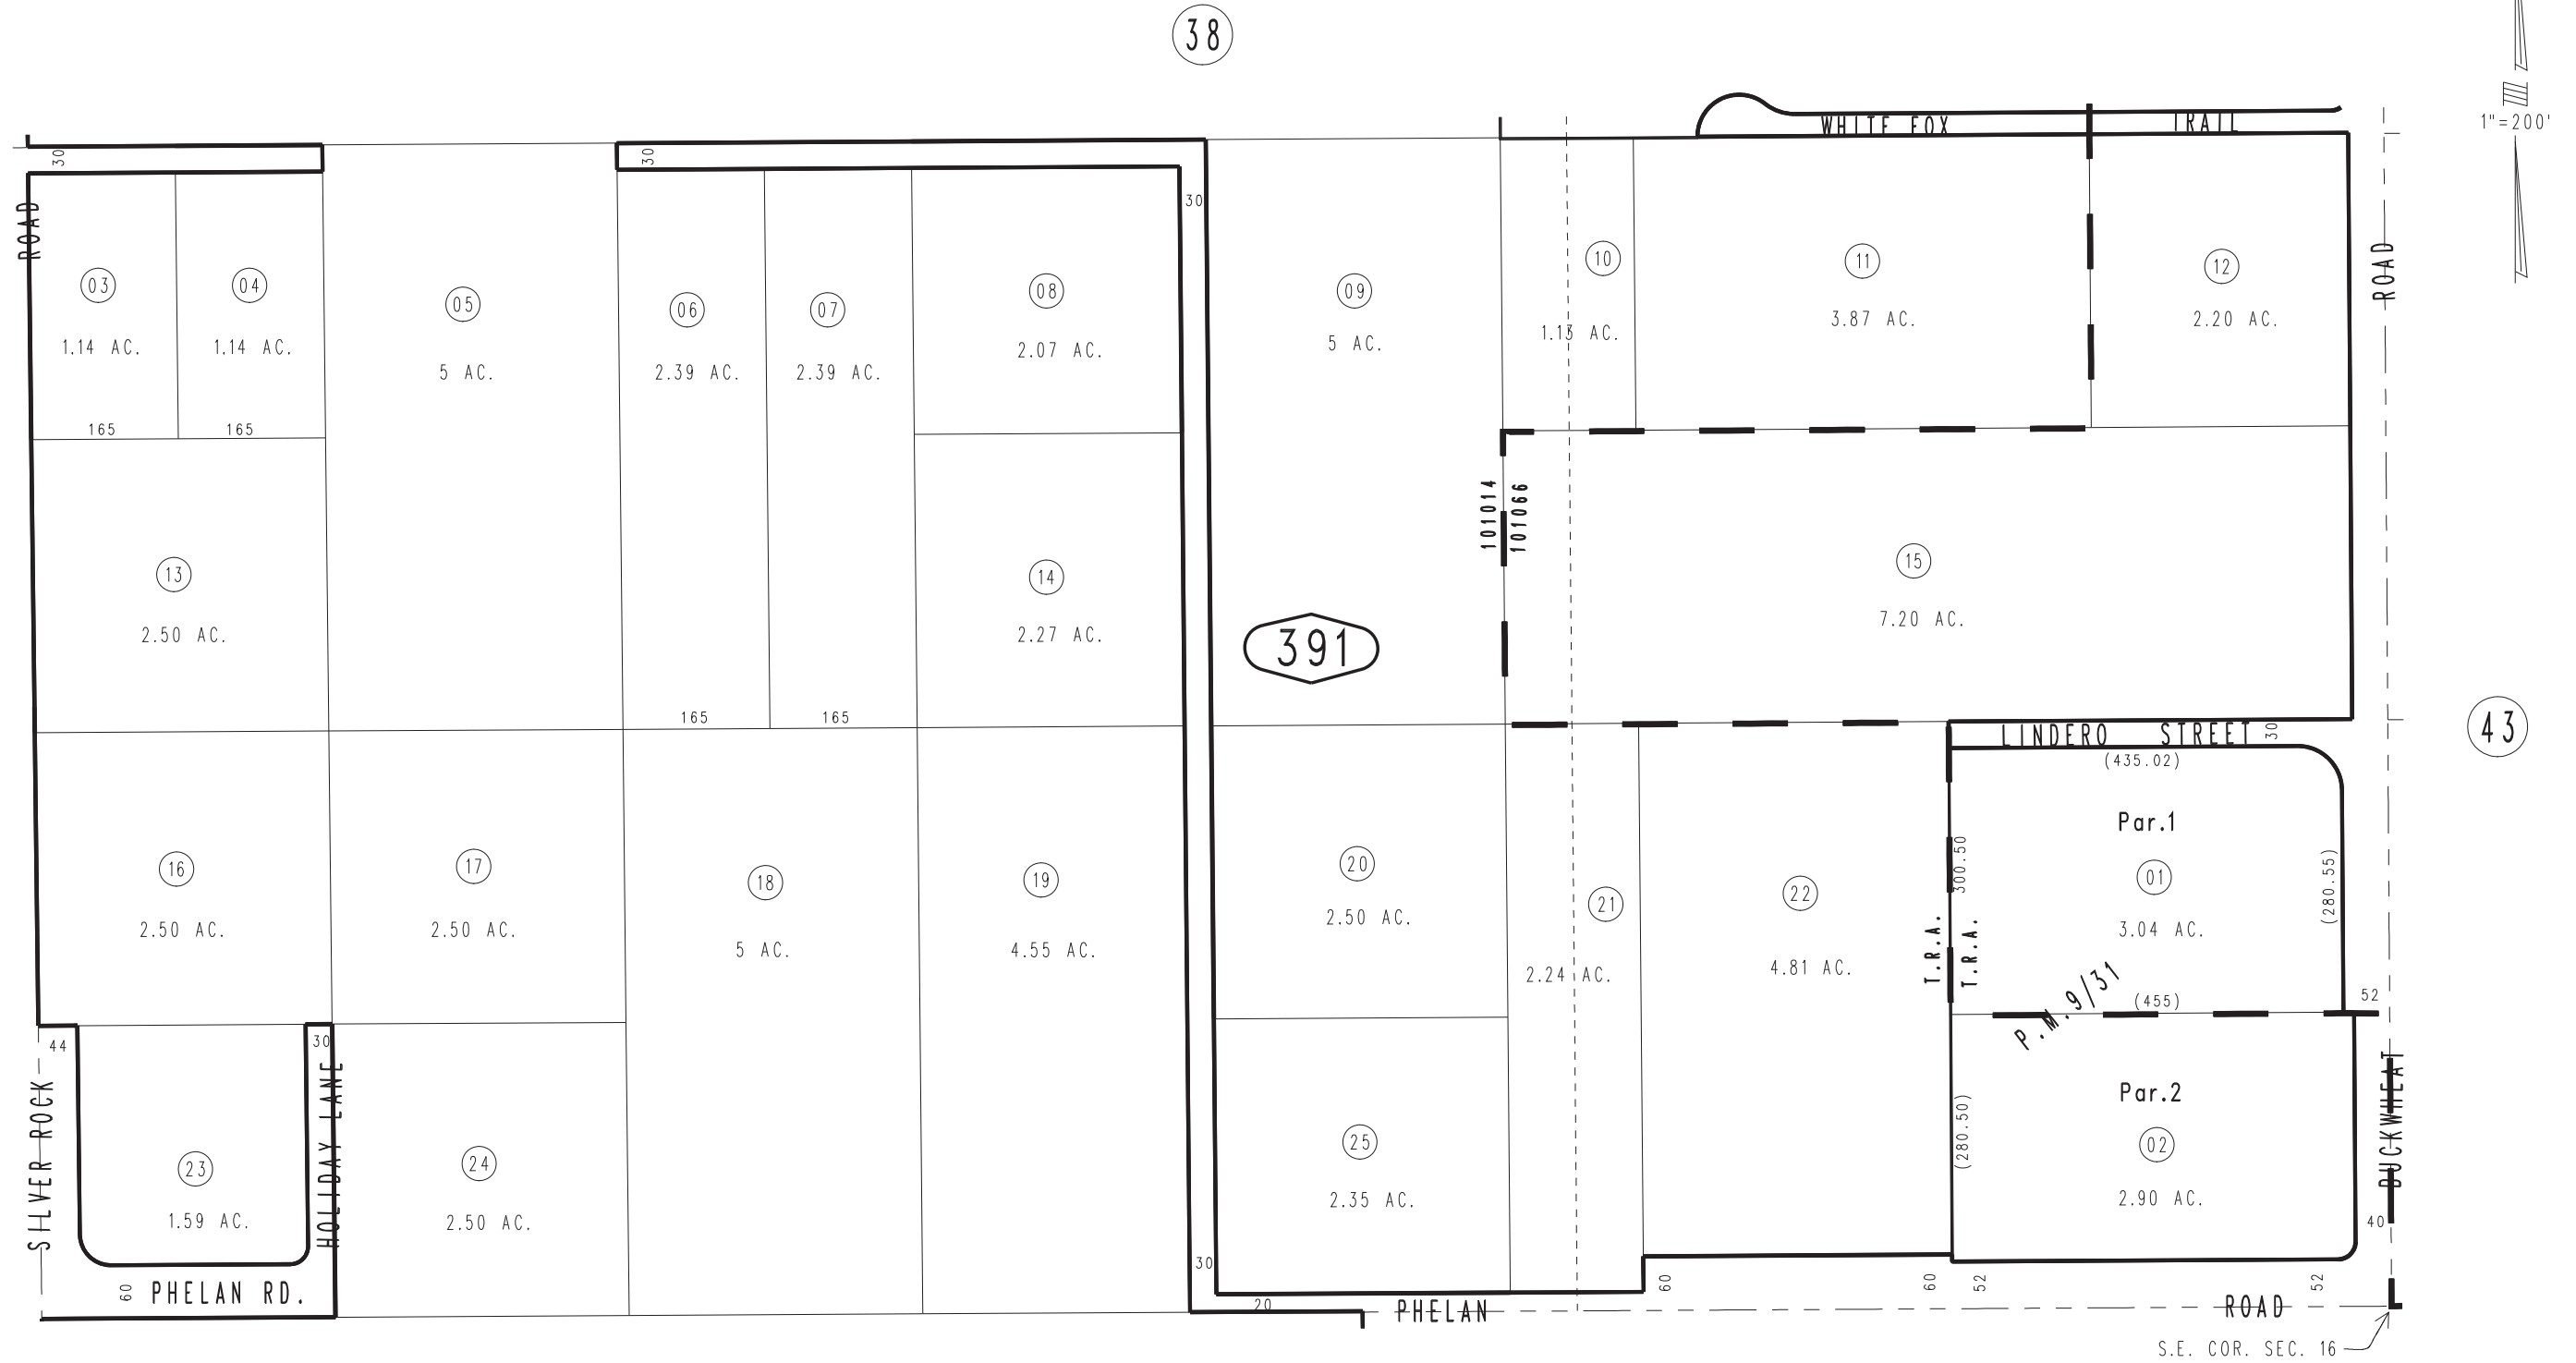 38
1"=200'
WHITE FOX TRAIL
30
30
30
ROAD
ROAD
03
1.14 AC.
04
1.14 AC.
05
5 AC.
06
2.39 AC.
07
2.39 AC.
08
2.07 AC.
09
5 AC.
10
1.13 AC.
11
3.87 AC.
12
2.20 AC.
165
165
101014
101066
13
2.50 AC.
14
2.27 AC.
15
7.20 AC.
391
165
165
43
LINDERO STREET
30
(435.02)
Par.1
16
2.50 AC.
17
2.50 AC.
18
5 AC.
19
4.55 AC.
20
2.50 AC.
21
2.24 AC.
22
4.81 AC.
300.50
01
3.04 AC.
(280.55)
T.R.A.
T.R.A.
P.M.9/31
(455)
52
44
30
SILVER ROCK
HOLIDAY LANE
BUCKWHEAT
Par.2
23
1.59 AC.
24
2.50 AC.
25
2.35 AC.
(280.50)
02
2.90 AC.
40
60
PHELAN RD.
30
20
60
60
52
52
PHELAN
ROAD
S.E. COR. SEC. 16